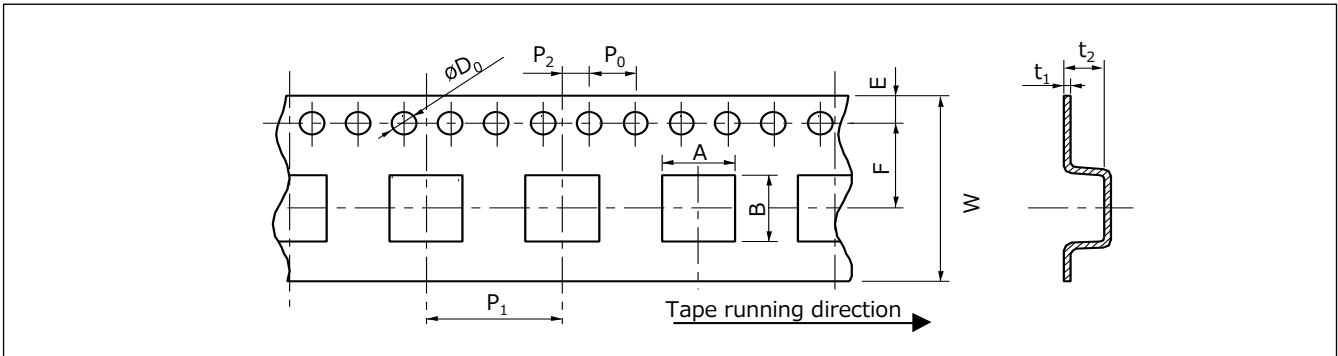 P₂
P₀
øD₀
E
t₂
t₁
A
F
B
W
P₁
Tape running direction